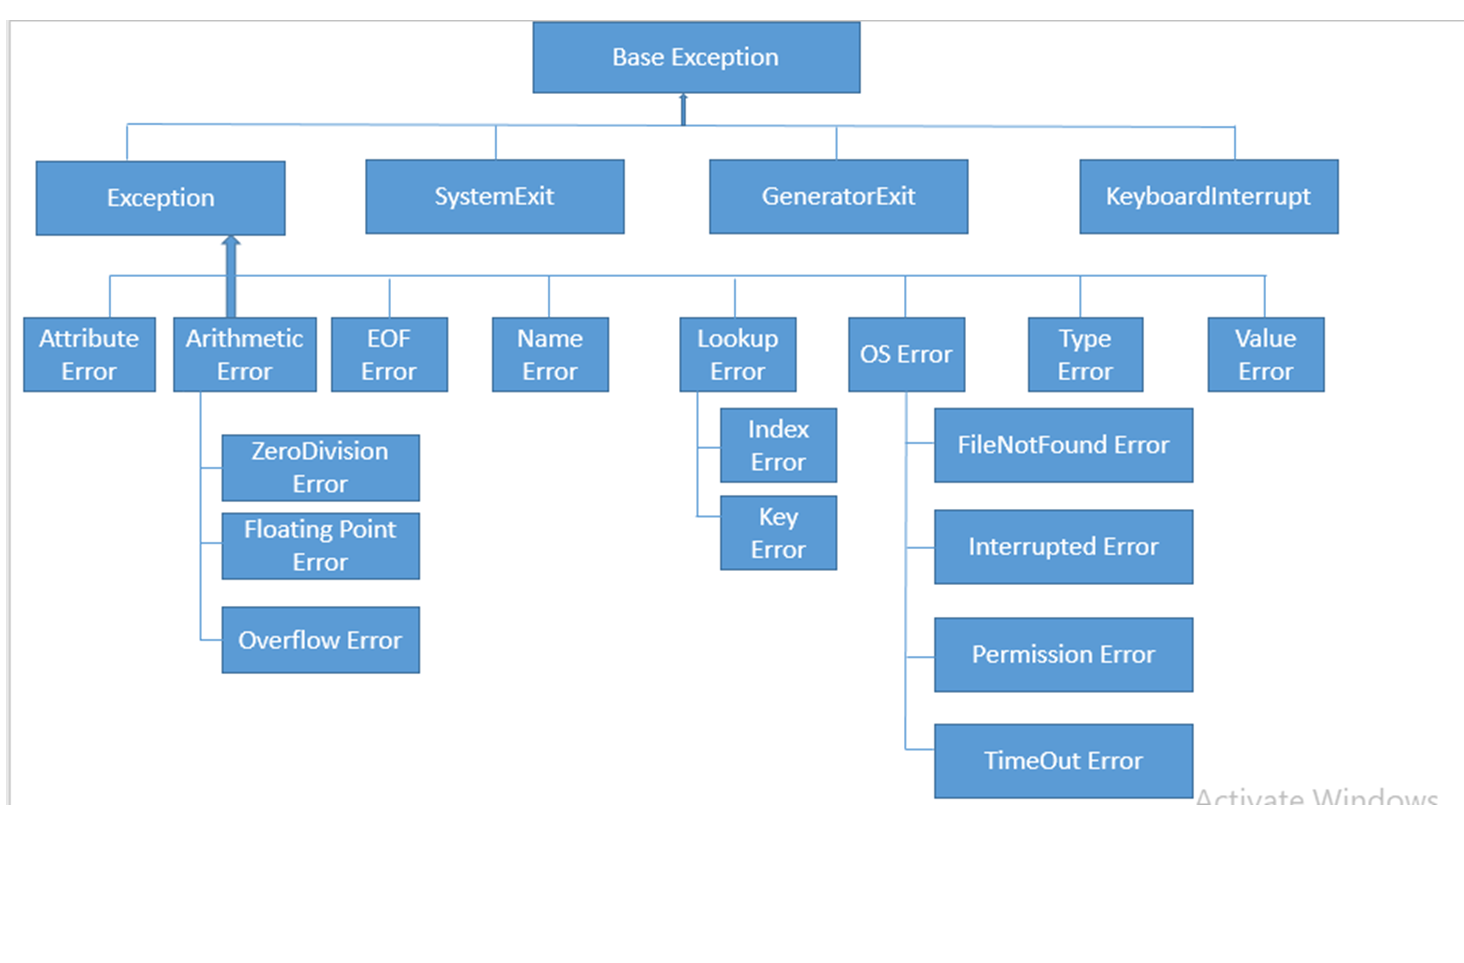 Base Exception
Exception
SystemExit
GeneratorExit
KeyboardInterrupt
Attribute
Error
Arithmetic
Error
EOF
Error
Name
Error
Lookup
Error
OS Error
Type
Error
Value
Error
ZeroDivision
Error
Floating Point
Error
Overflow Error
Index
Error
Key
Error
FileNotFound Error
Interrupted Error
Permission Error
TimeOut Error
Activate Windows